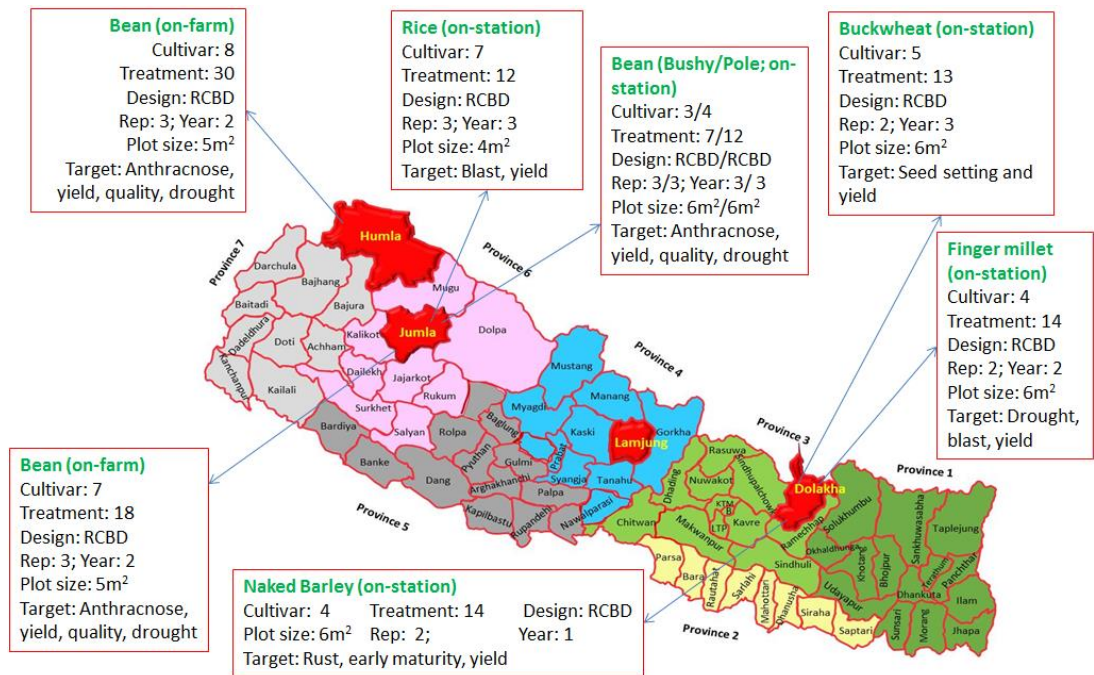 Bean (on-farm)
Cultivar: 8
Treatment: 30
Design: RCBD
Rep: 3; Year: 2
Plot size: 5m²
Target: Anthracnose,
yield, quality, drought
Rice (on-station)
Cultivar: 7
Treatment: 12
Design: RCBD
Rep: 3; Year: 3
Plot size: 4m²
Target: Blast, yield
Bean (Bushy/Pole; on-
station)
Cultivar: 3/4
Treatment: 7/12
Design: RCBD/RCBD
Rep: 3/3; Year: 3/ 3
Plot size: 6m²/6m²
Target: Anthracnose,
yield, quality, drought
Buckwheat (on-station)
Cultivar: 5
Treatment: 13
Design: RCBD
Rep: 2; Year: 3
Plot size: 6m²
Target: Seed setting and
yield
Finger millet
(on-station)
Cultivar: 4
Treatment: 14
Design: RCBD
Rep: 2; Year: 2
Plot size: 6m²
Target: Drought,
blast, yield
Province 7
Darchula
Bajhang
Baitadi
Bajura
Dadeldhura
Doti
Achham
Kanchanpur
Kailali
Province 6
Humla
Mugu
Jumla
Dolpa
Kalikot
Dailekh
Jajarkot
Rukum
Surkhet
Salyan
Province 4
Mustang
Manang
Myagdi
Kaski
Lamjung
Gorkha
Baglung
Prabat
Syangja
Tanahu
Nawalparasi
Province 5
Bardiya
Banke
Dang
Rolpa
Pyuthan
Gulmi
Arghakhanchi
Palpa
Kapilbastu
Rupandehi
Province 3
Rasuwa
Dhading
Nuwakot
Sindhupalchowk
Dolakha
KTM
B
LTP
Kavre
Ramechhap
Chitwan
Makwanpur
Sindhuli
Province 2
Parsa
Bara
Rautahat
Sarlahi
Mahottari
Dhanusha
Siraha
Saptari
Province 1
Solukhumbu
Sankhuwasabha
Taplejung
Okhaldhunga
Khotang
Bhojpur
Terathum
Panchthar
Dhankuta
Udayapur
Ilam
Sunsari
Morang
Jhapa
Bean (on-farm)
Cultivar: 7
Treatment: 18
Design: RCBD
Rep: 3; Year: 2
Plot size: 5m²
Target: Anthracnose,
yield, quality, drought
Naked Barley (on-station)
Cultivar: 4 Treatment: 14 Design: RCBD
Plot size: 6m² Rep: 2; Year: 1
Target: Rust, early maturity, yield